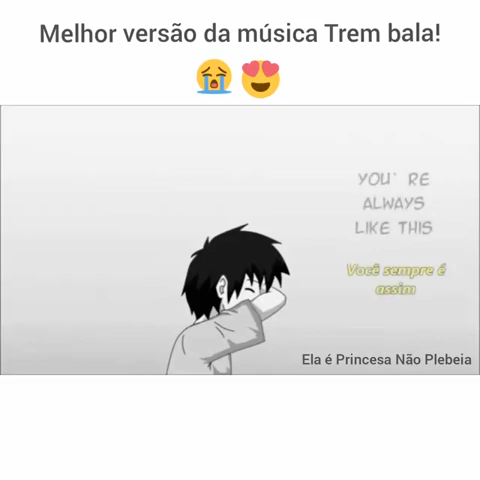 Melhor versão da música Trem bala!
YOU' RE
ALWAYS
LIKE THIS
Você sempre é
assim
Ela é Princesa Não Plebeia